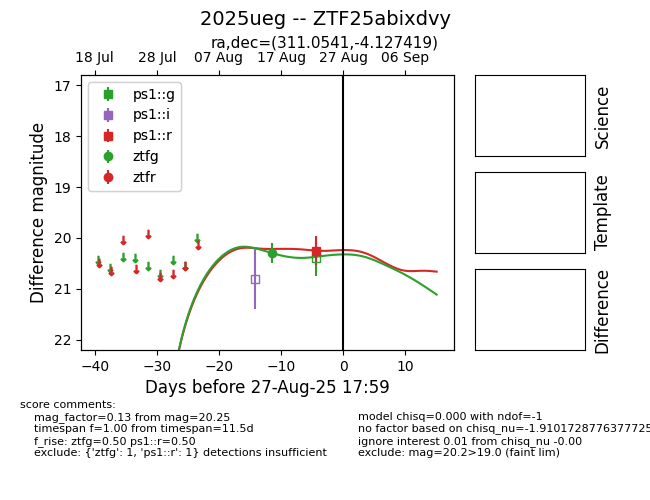 2025ueg -- ZTF25abixdvy
ra,dec=(311.0541,-4.127419)
18 Jul 28 Jul 07 Aug 17 Aug 27 Aug 06 Sep
17
18
19
20
21
22
Difference magnitude
ps1::g
ps1::i
ps1::r
ztfg
ztfr
−40 −30 −20 −10 0 10
Days before 27-Aug-25 17:59
Science
Template
Difference
score comments:
mag_factor=0.13 from mag=20.25
timespan f=1.00 from timespan=11.5d
f_rise: ztfg=0.50 ps1::r=0.50
exclude: {'ztfg': 1, 'ps1::r': 1} detections insufficient
model chisq=0.000 with ndof=-1
no factor based on chisq_nu=-1.9101728776377725
ignore interest 0.01 from chisq_nu -0.00
exclude: mag=20.2>19.0 (faint lim)